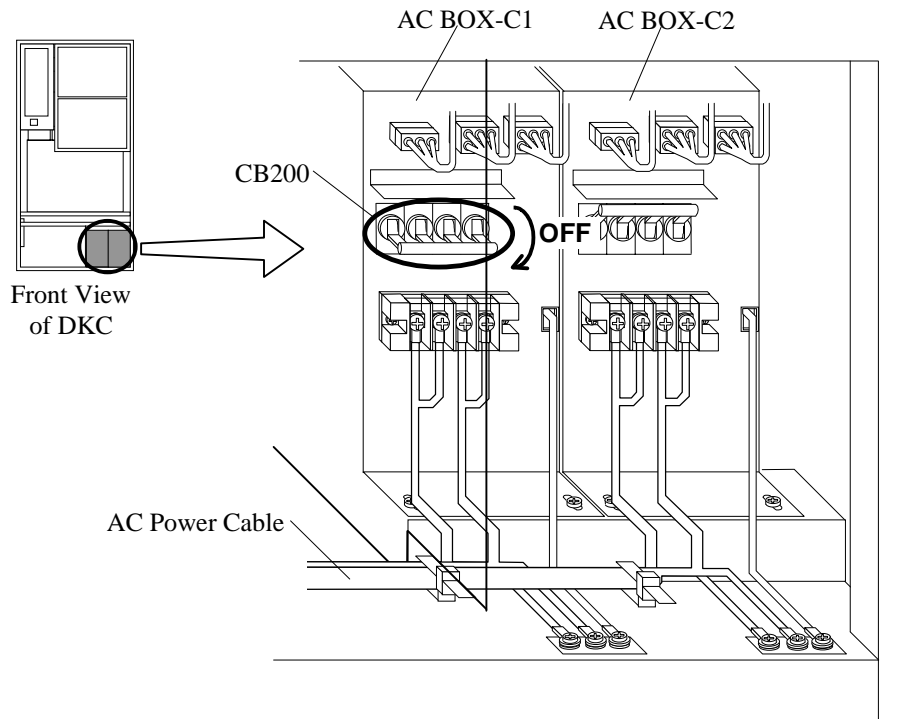 AC BOX-C1
AC BOX-C2
CB200
OFF
Front View
of DKC
AC Power Cable